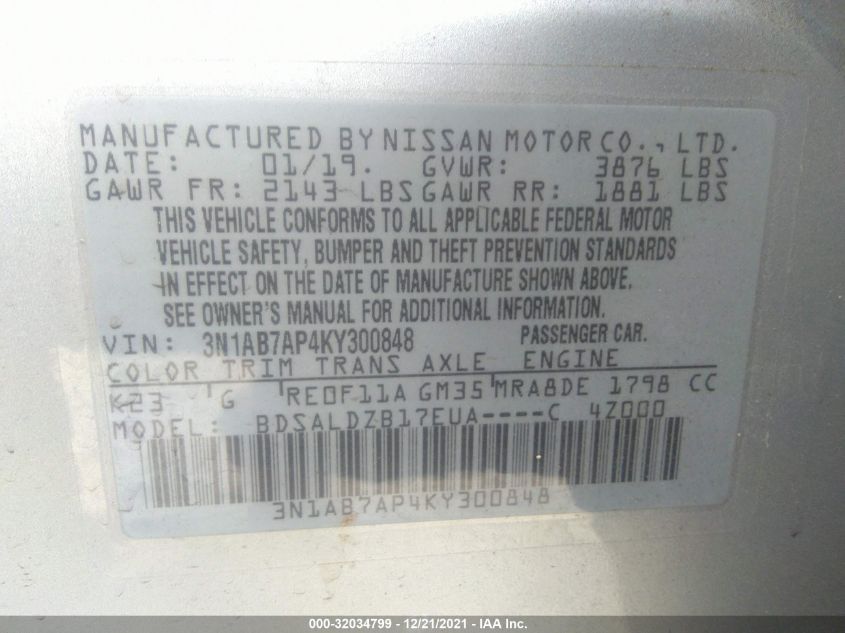 MANUFACTURED BY NISSAN MOTOR CO., LTD.
DATE: 01/19. GVWR: 3876 LBS
GAWR FR: 2143 LBS GAWR RR: 1881 LBS
THIS VEHICLE CONFORMS TO ALL APPLICABLE FEDERAL MOTOR
VEHICLE SAFETY, BUMPER AND THEFT PREVENTION STANDARDS
IN EFFECT ON THE DATE OF MANUFACTURE SHOWN ABOVE.
SEE OWNER'S MANUAL FOR ADDITIONAL INFORMATION.
VIN: 3N1AB7AP4KY300848 PASSENGER CAR.
COLOR TRIM TRANS AXLE ENGINE
K23 G RE0F11A GM35 MRA8DE 1798 CC
MODEL: BDSALDZB17EUA----C 4Z000
3N1AB7AP4KY300848
000-32034799 - 12/21/2021 - IAA Inc.